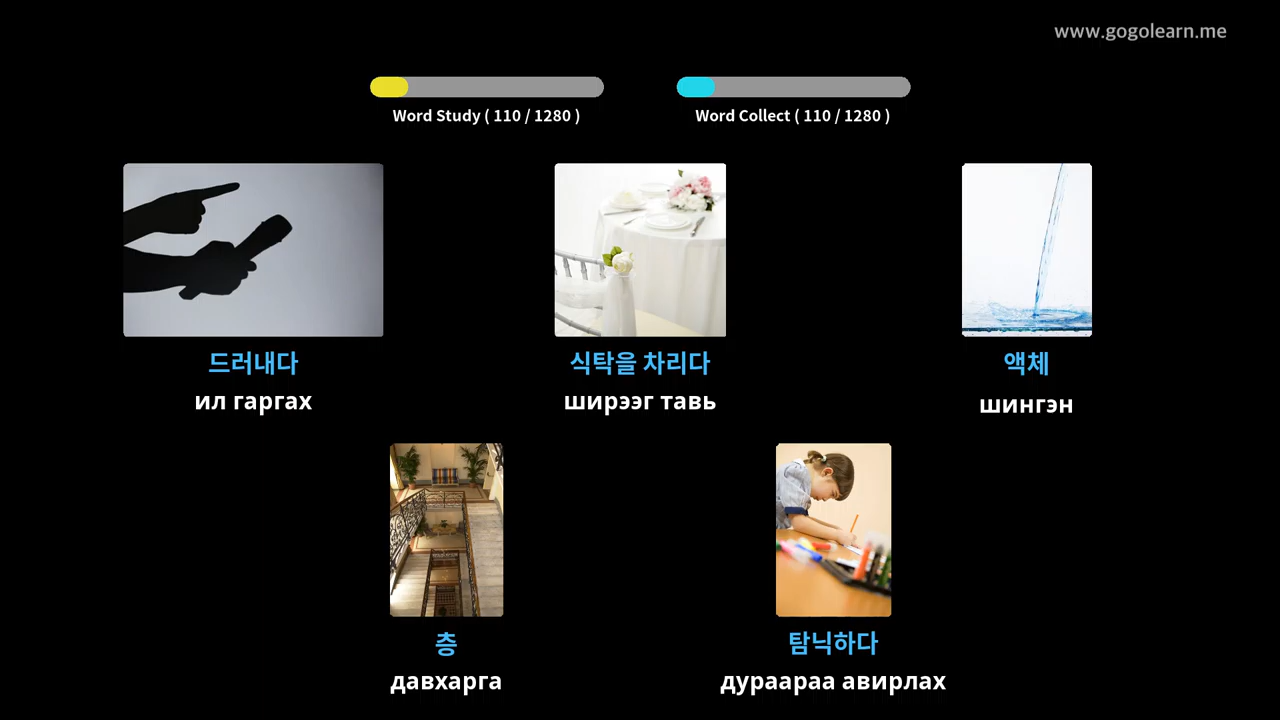 www.gogolearn.me
Word Study ( 110 / 1280 )
Word Collect ( 110 / 1280 )
드러내다
ил гаргах
식탁을 차리다
ширээг тавь
액체
шингэн
층
давхарга
탐닉하다
дураараа авирлах